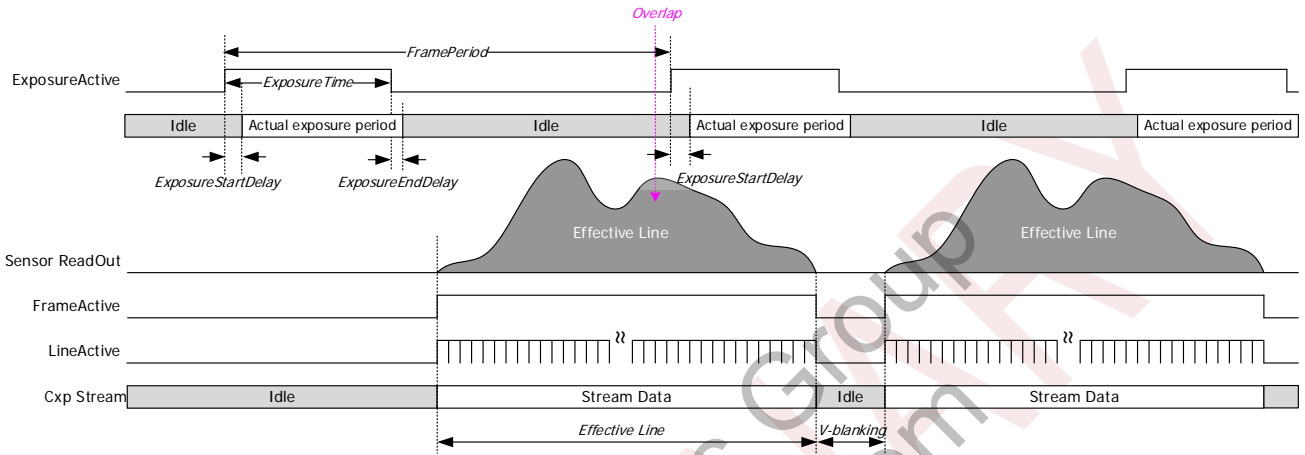 Overlap
FramePeriod
ExposureActive
ExposureTime
Idle
Actual exposure period
Idle
Actual exposure period
Idle
Actual exposure period
ExposureStartDelay
ExposureEndDelay
ExposureStartDelay
Effective Line
Effective Line
Sensor ReadOut
FrameActive
LineActive
≈
≈
Cxp Stream
Idle
Stream Data
Idle
Stream Data
Effective Line
V-blanking
Group